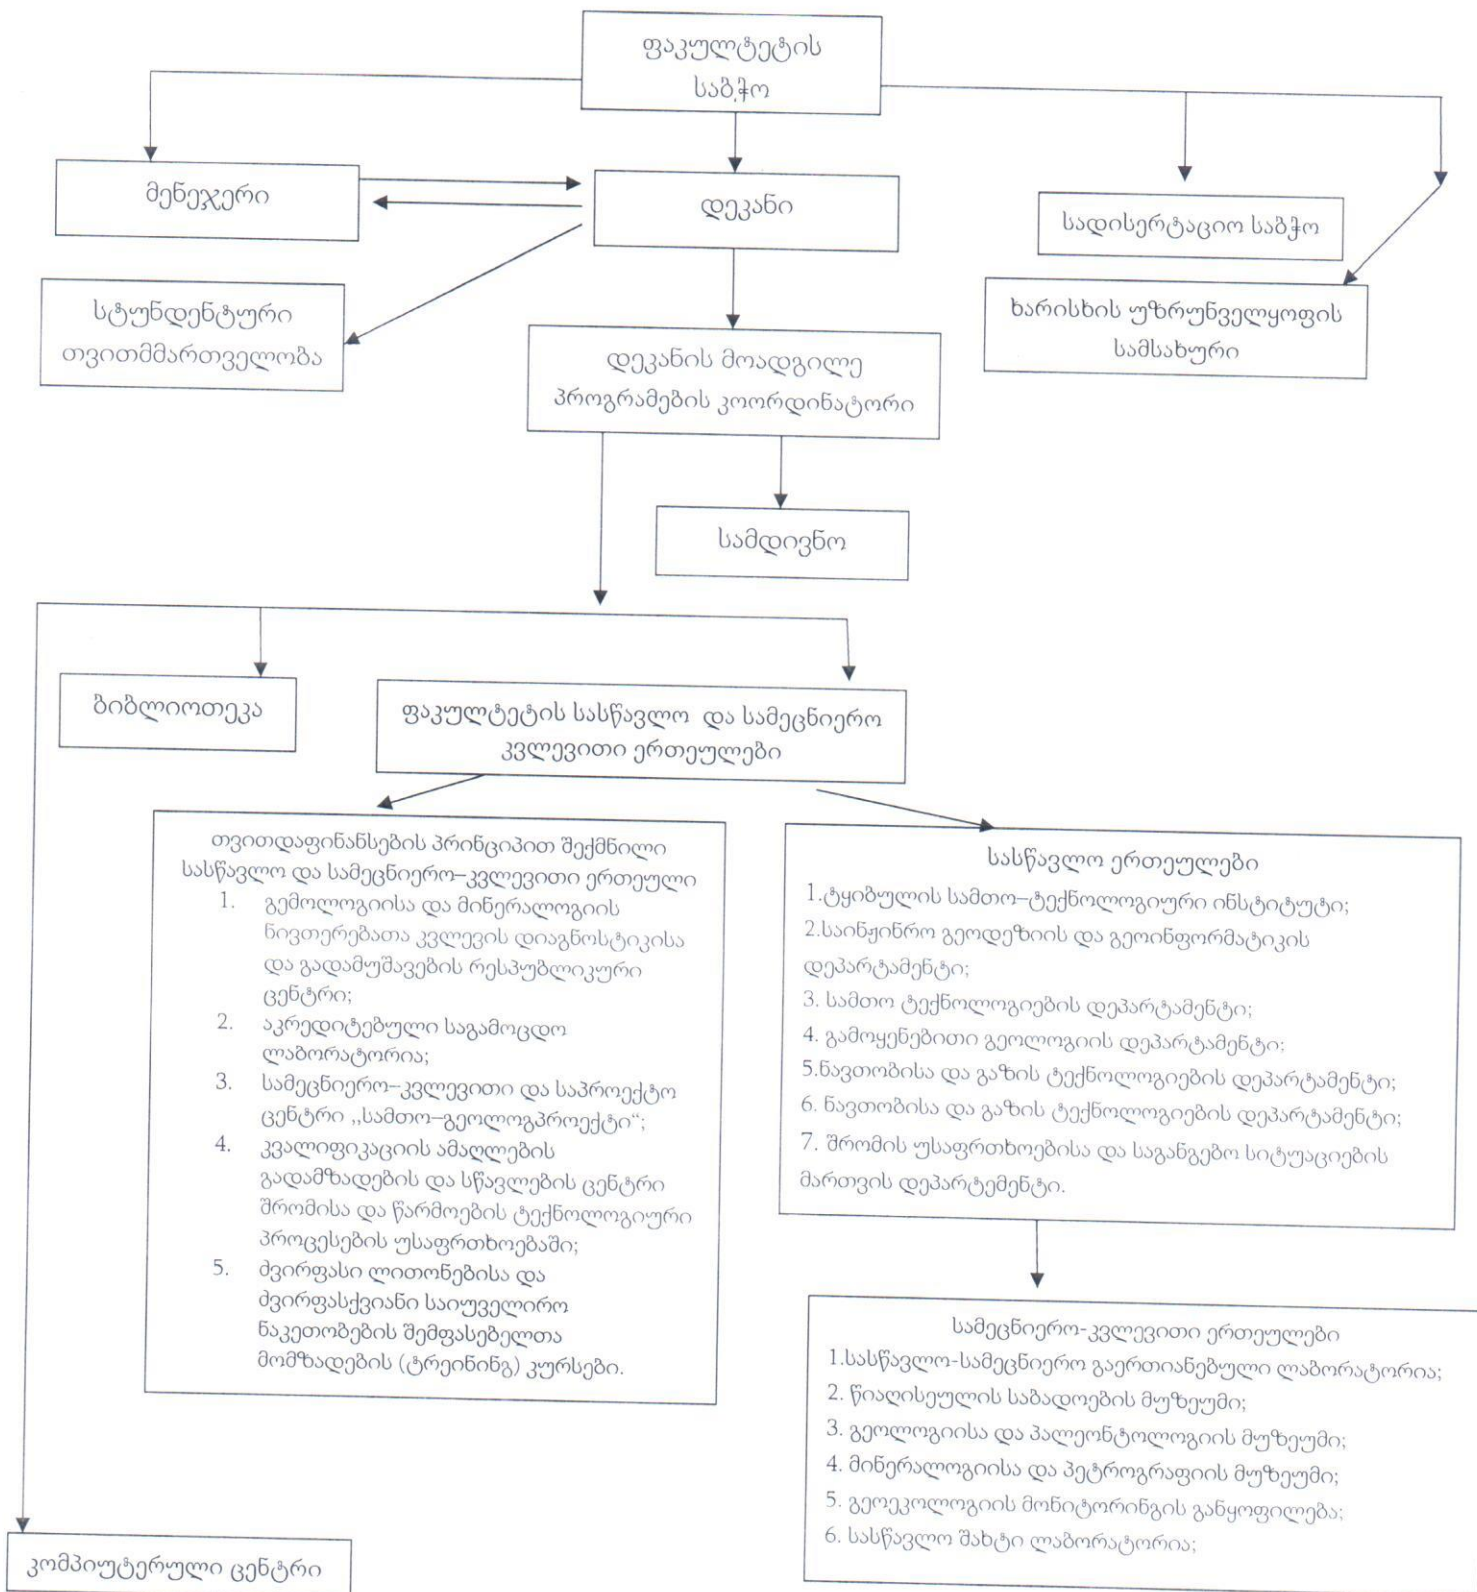 ფაკულტეტის
საბჭო
მენეჯერი
დეკანი
სადისერტაციო საბჭო
სტუნდენტური
თვითმმართველობა
ხარისხის უზრუნველყოფის
სამსახური
დეკანის მოადგილე
პროგრამების კოორდინატორი
სამდივნო
ბიბლიოთეკა
ფაკულტეტის სასწავლო და სამეცნიერო
კვლევითი ერთეულები
თვითდაფინანსების პრინციპით შექმნილი
სასწავლო და სამეცნიერო–კვლევითი ერთეული
1. გემოლოგიისა და მინერალოგიის
ნივთერებათა კვლევის დიაგნოსტიკისა
და გადამუშავების რესპუბლიკური
ცენტრი;
2. აკრედიტებული საგამოცდო
ლაბორატორია;
3. სამეცნიერო–კვლევითი და საპროექტო
ცენტრი ,,სამთო–გეოლოგპროექტი“;
4. კვალიფიკაციის ამაღლების
გადამზადების და სწავლების ცენტრი
შრომისა და წარმოების ტექნოლოგიური
პროცესების უსაფრთხოებაში;
5. ძვირფასი ლითონებისა და
ძვირფასქვიანი საიუველირო
ნაკეთობების შემფასებელთა
მომზადების (ტრეინინგ) კურსები.
სასწავლო ერთეულები
1.ტყიბულის სამთო–ტექნოლოგიური ინსტიტუტი;
2.საინჟინრო გეოდეზიის და გეოინფორმატიკის
დეპარტამენტი;
3. სამთო ტექნოლოგიების დეპარტამენტი;
4. გამოყენებითი გეოლოგიის დეპარტამენტი;
5.ნავთობისა და გაზის ტექნოლოგიების დეპარტამენტი;
6. ნავთობისა და გაზის ტექნოლოგიების დეპარტამენტი;
7. შრომის უსაფრთხოებისა და საგანგებო სიტუაციების
მართვის დეპარტემენტი.
სამეცნიერო-კვლევითი ერთეულები
1.სასწავლო-სამეცნიერო გაერთიანებული ლაბორატორია;
2. წიაღისეულის საბადოების მუზეუმი;
3. გეოლოგიისა და პალეონტოლოგიის მუზეუმი;
4. მინერალოგიისა და პეტროგრაფიის მუზეუმი;
5. გეოეკოლოგიის მონიტორინგის განყოფილება;
6. სასწავლო შახტი ლაბორატორია;
კომპიუტერული ცენტრი